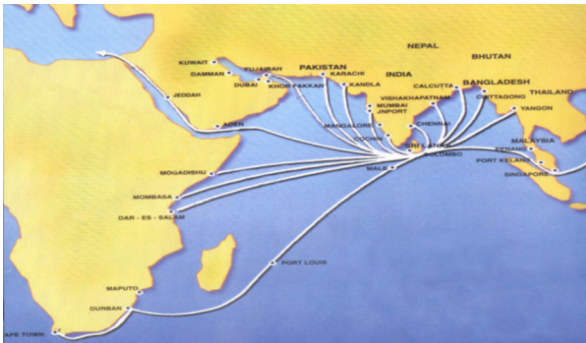 NEPAL
BHUTAN
KUWAIT
FUJAIRAH
PAKISTAN
DAMMAN
KARACHI
INDIA
DUBAI
KHOR FAKKAN
KANDLA
CALCUTTA
BANGLADESH
JEDDAH
VISHAKHAPATNAM
CHITTAGONG
THAILAND
MUMBAI
JNPORT
YANGON
ADEN
MANGALORE
CHENNAI
COCHIN
SRI LANKA
MALAYSIA
COLOMBO
PENANG
MALE
PORT KELANG
MOGADISHU
SINGAPORE
MOMBASA
DAR - ES - SALAM
PORT LOUIS
MAPUTO
DURBAN
APE TOWN